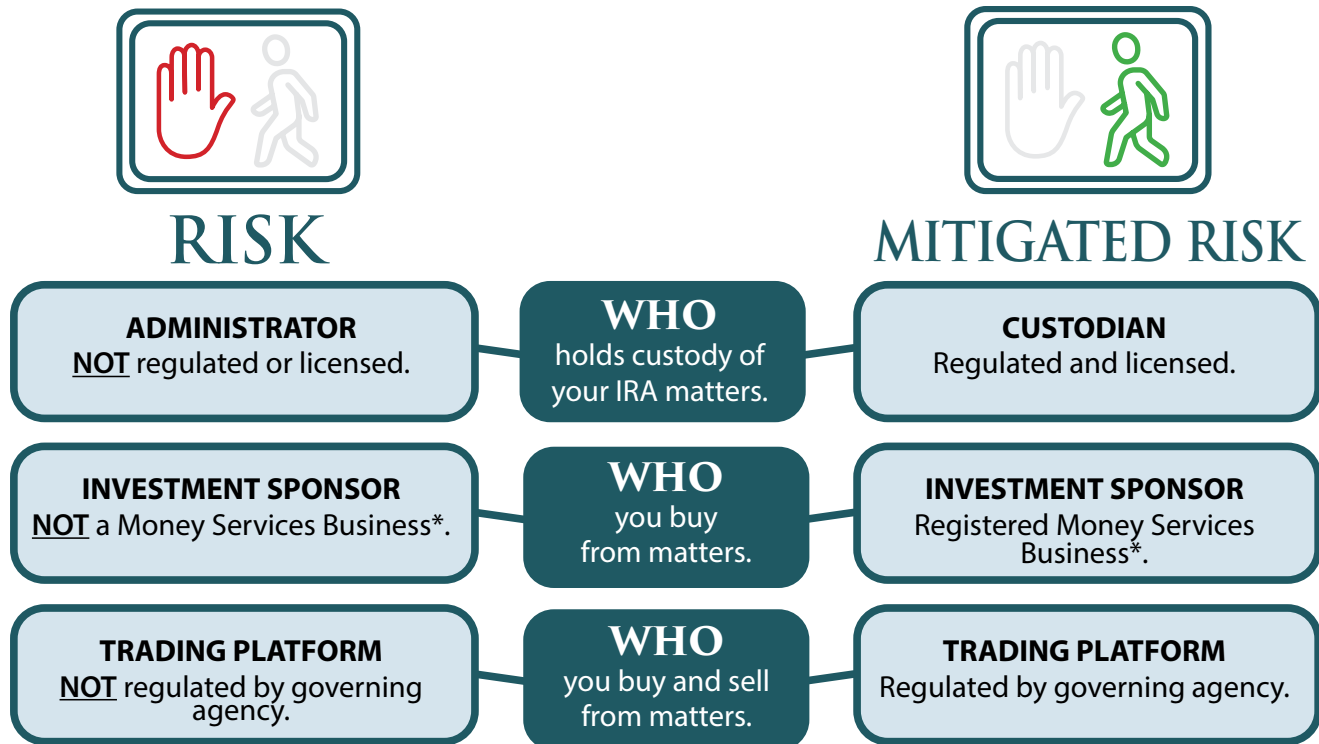 RISK
MITIGATED RISK
ADMINISTRATOR
NOT regulated or licensed.
WHO
holds custody of
your IRA matters.
CUSTODIAN
Regulated and licensed.
INVESTMENT SPONSOR
NOT a Money Services Business*.
WHO
you buy
from matters.
INVESTMENT SPONSOR
Registered Money Services
Business*.
TRADING PLATFORM
NOT regulated by governing
agency.
WHO
you buy and sell
from matters.
TRADING PLATFORM
Regulated by governing agency.